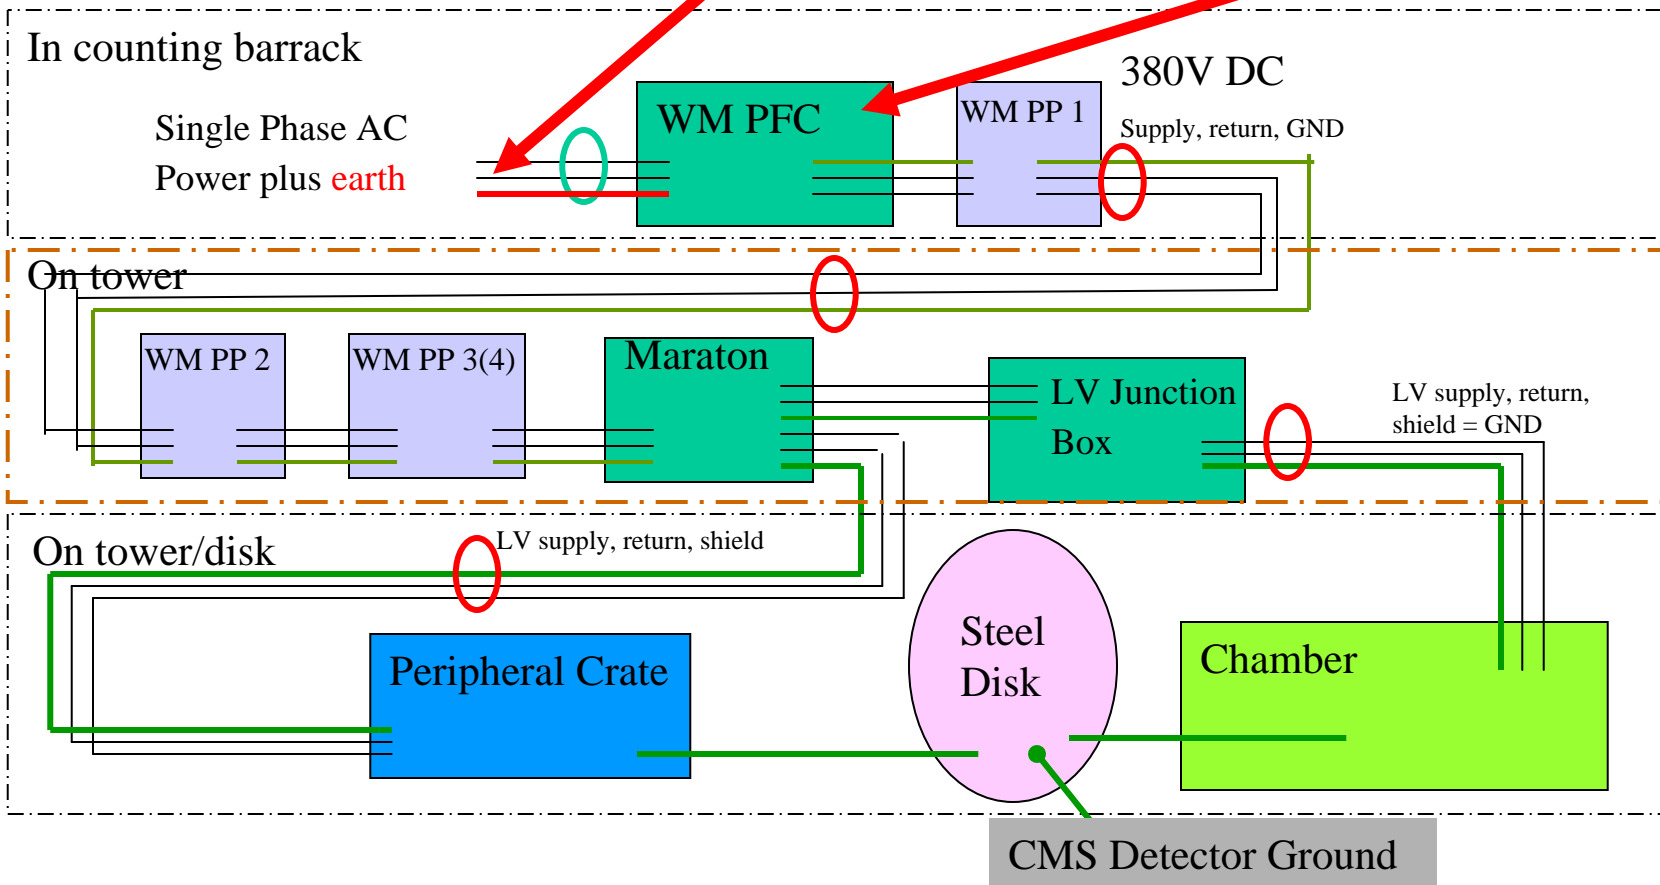 In counting barrack
380V DC
WM PFC
WM PP 1
Single Phase AC
Supply, return, GND
Power plus earth
On tower
WM PP 2
WM PP 3(4)
Maraton
LV Junction
Box
LV supply, return,
shield = GND
On tower/disk
LV supply, return, shield
Peripheral Crate
Steel
Disk
Chamber
CMS Detector Ground